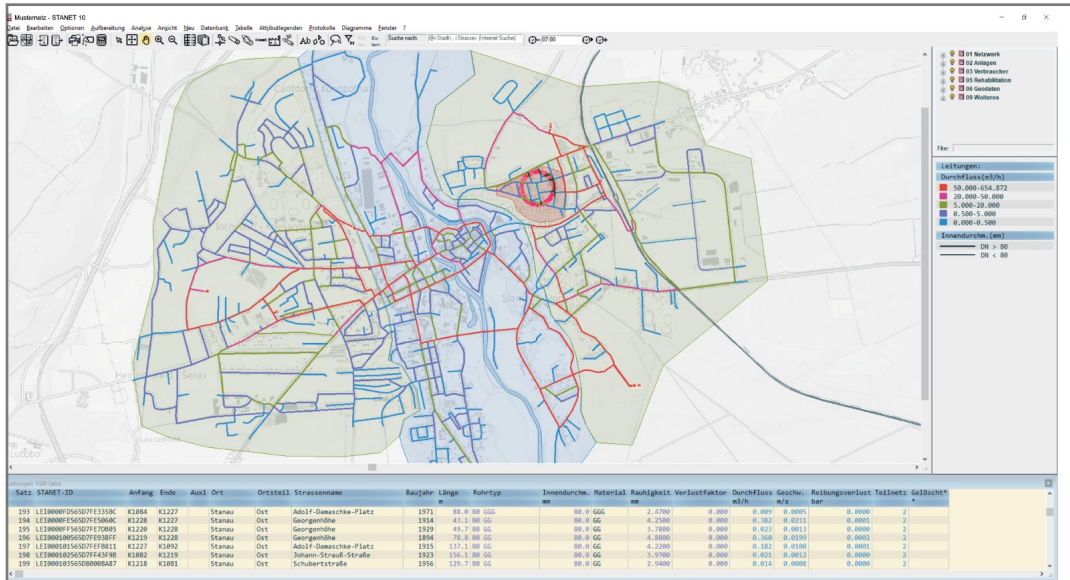 Musternetz - STANET 10
Datei Bearbeiten Optionen Aufbereitung Analyse Ansicht Neu Datenbank Tabelle Attributlegenden Protokolle Diagramme Fenster ?
Suche nach: @<Stadt>, <Strasse> (Internet Suche) 07:00
01 Netzwerk
02 Anlagen
03 Verbraucher
05 Rehabilitation
06 Geodaten
09 Weiteres
Filter:
Leitungen:
Durchfluss(m3/h)
50.000-654.872
20.000-50.000
5.000-20.000
0.500-5.000
0.000-0.500
Innendurchm.(mm)
DN > 80
DN < 80
Lutobo
Satz STANET-ID Anfang Ende Aux1 Ort Ortsteil Strassenname Baujahr Länge Rohrtyp Innendurchm. Material Rauhigkeit Verlustfaktor Durchfluss Geschw. Reibungsverlust Teilnetz Gelöscht*
m mm mm m3/h m/s bar *
193 K1084 K1227 Stanau Ost Adolf-Damaschke-Platz 1971 88.0 80 GGG 80.0 GGG 2.4700 0.000 0.009 0.0005 0.0000 2
194 K1228 K1227 Stanau Ost Georgenhöhe 1914 43.1 80 GG 80.0 GG 4.2500 0.000 0.382 0.0211 0.0001 2
195 K1220 K1228 Stanau Ost Georgenhöhe 1929 49.7 80 GG 80.0 GG 3.7800 0.000 0.023 0.0013 0.0000 2
196 K1219 K1228 Stanau Ost Georgenhöhe 1894 78.8 80 GG 80.0 GG 4.8800 0.000 0.360 0.0199 0.0002 2
197 K1227 K1092 Stanau Ost Adolf-Damaschke-Platz 1915 137.1 80 GG 80.0 GG 4.2200 0.000 0.182 0.0100 0.0001 2
198 K1082 K1219 Stanau Ost Johann-Strauß-Straße 1923 156.1 80 GG 80.0 GG 3.9700 0.000 0.021 0.0012 0.0000 2
199 K1218 K1081 Stanau Ost Schubertstraße 1956 129.7 80 GG 80.0 GG 2.9400 0.000 0.014 0.0008 0.0000 2